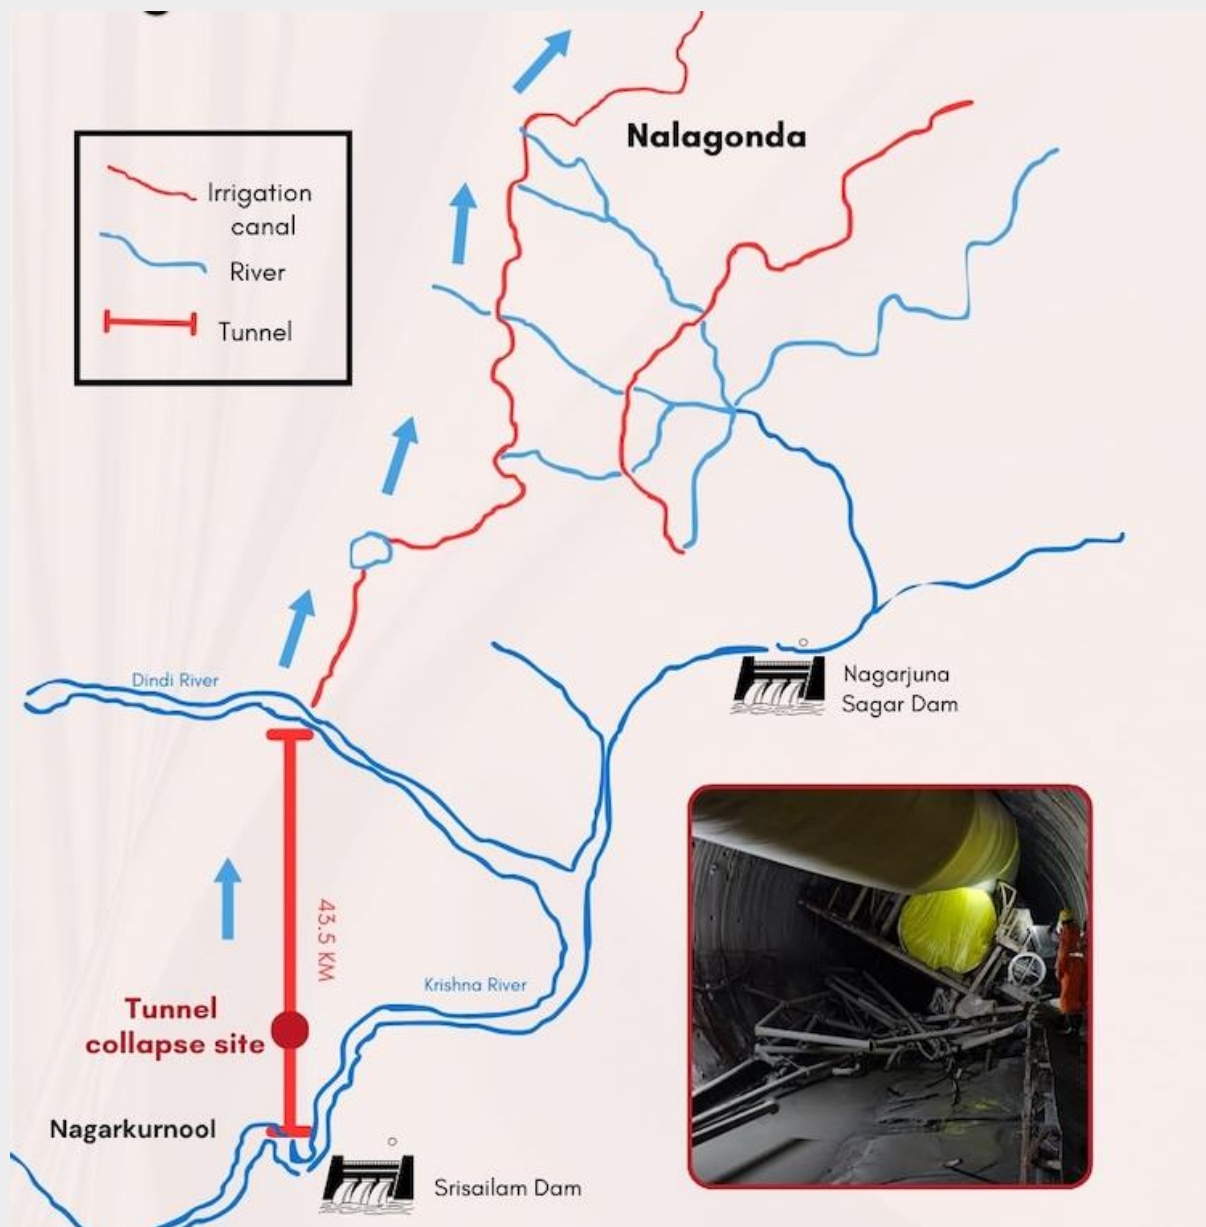 Nalagonda
Irrigation
canal
River
Tunnel
Dindi River
Nagarjuna
Sagar Dam
43.5 KM
Krishna River
Tunnel
collapse site
Nagarkurnool
Srisailam Dam